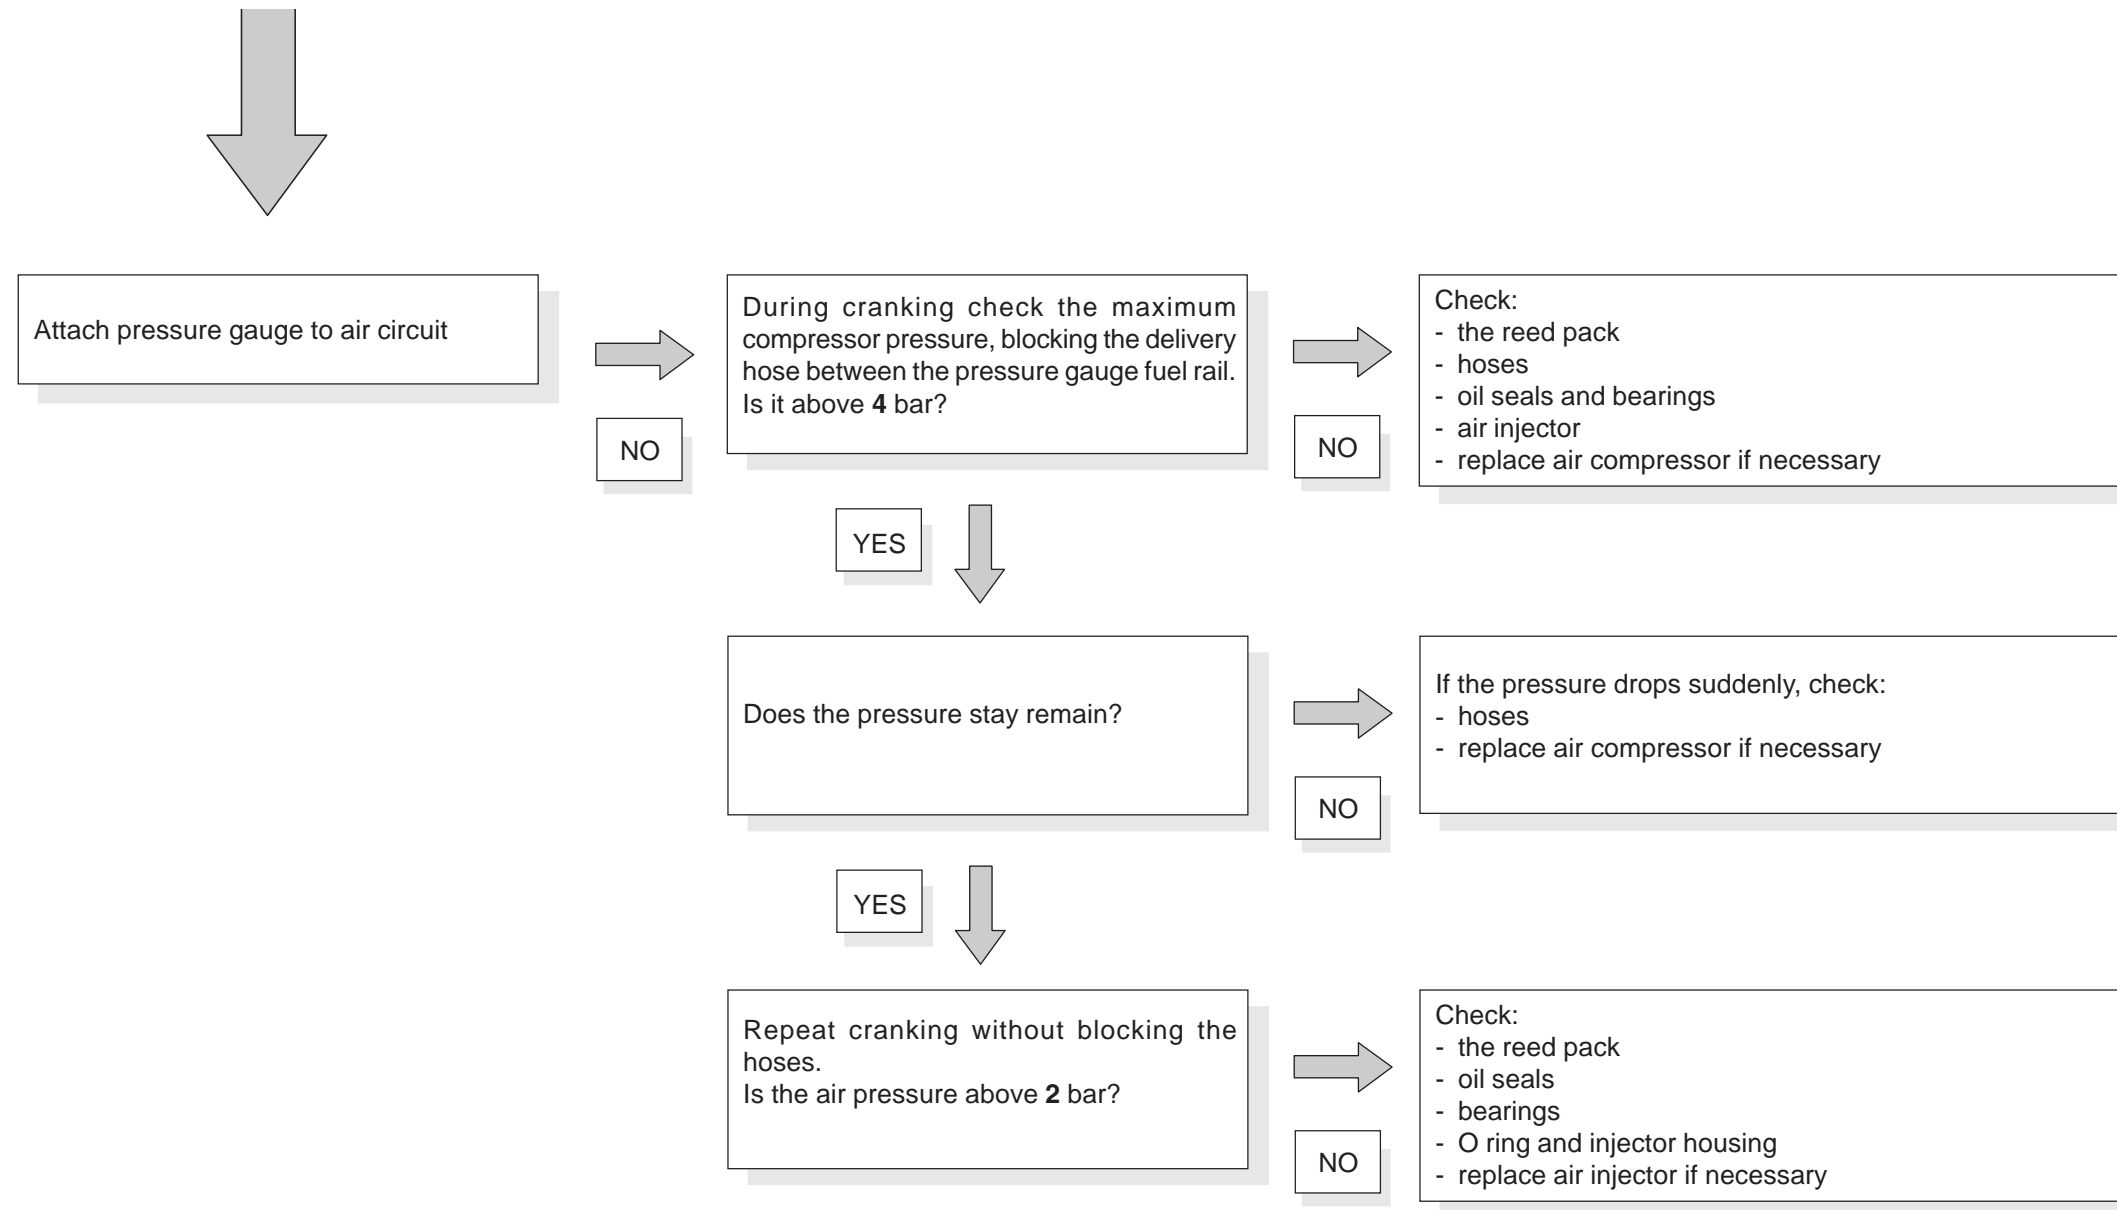 Attach pressure gauge to air circuit
NO
During cranking check the maximum
compressor pressure, blocking the delivery
hose between the pressure gauge fuel rail.
Is it above 4 bar?
NO
Check:
- the reed pack
- hoses
- oil seals and bearings
- air injector
- replace air compressor if necessary
YES
Does the pressure stay remain?
NO
If the pressure drops suddenly, check:
- hoses
- replace air compressor if necessary
YES
Repeat cranking without blocking the
hoses.
Is the air pressure above 2 bar?
NO
Check:
- the reed pack
- oil seals
- bearings
- O ring and injector housing
- replace air injector if necessary